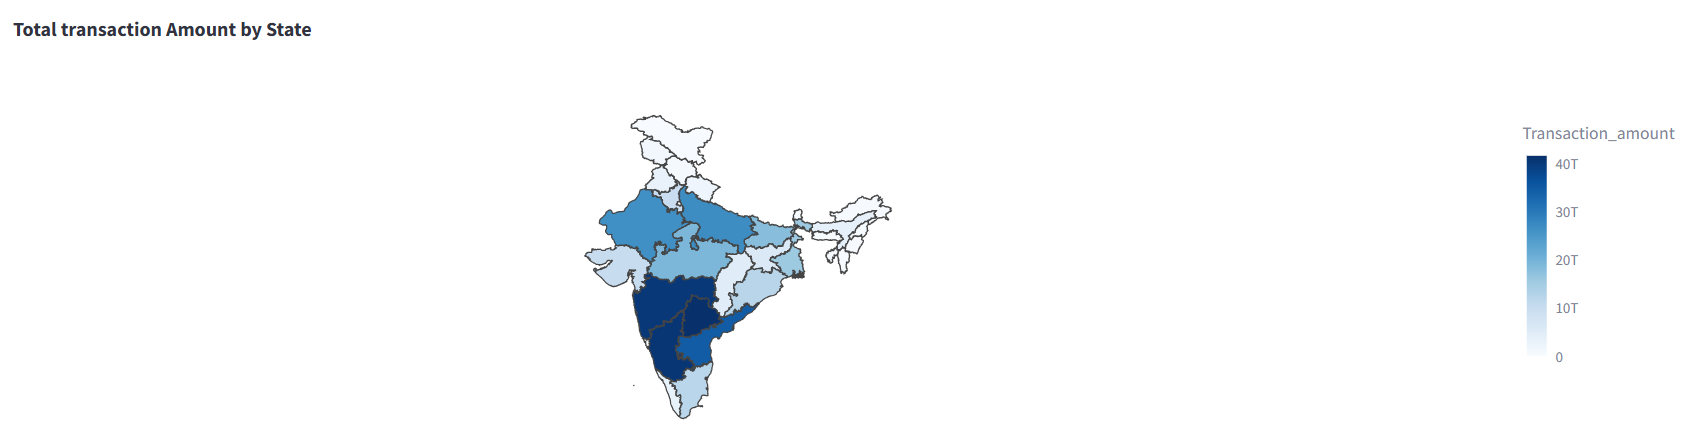 Total transaction Amount by State
Transaction_amount
40T
30T
20T
10T
0